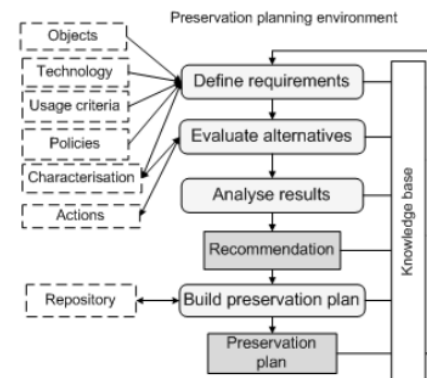 Preservation planning environment
Objects
Technology
Usage criteria
Policies
Characterisation
Actions
Repository
Define requirements
Evaluate alternatives
Analyse results
Recommendation
Build preservation plan
Preservation
plan
Knowledge base